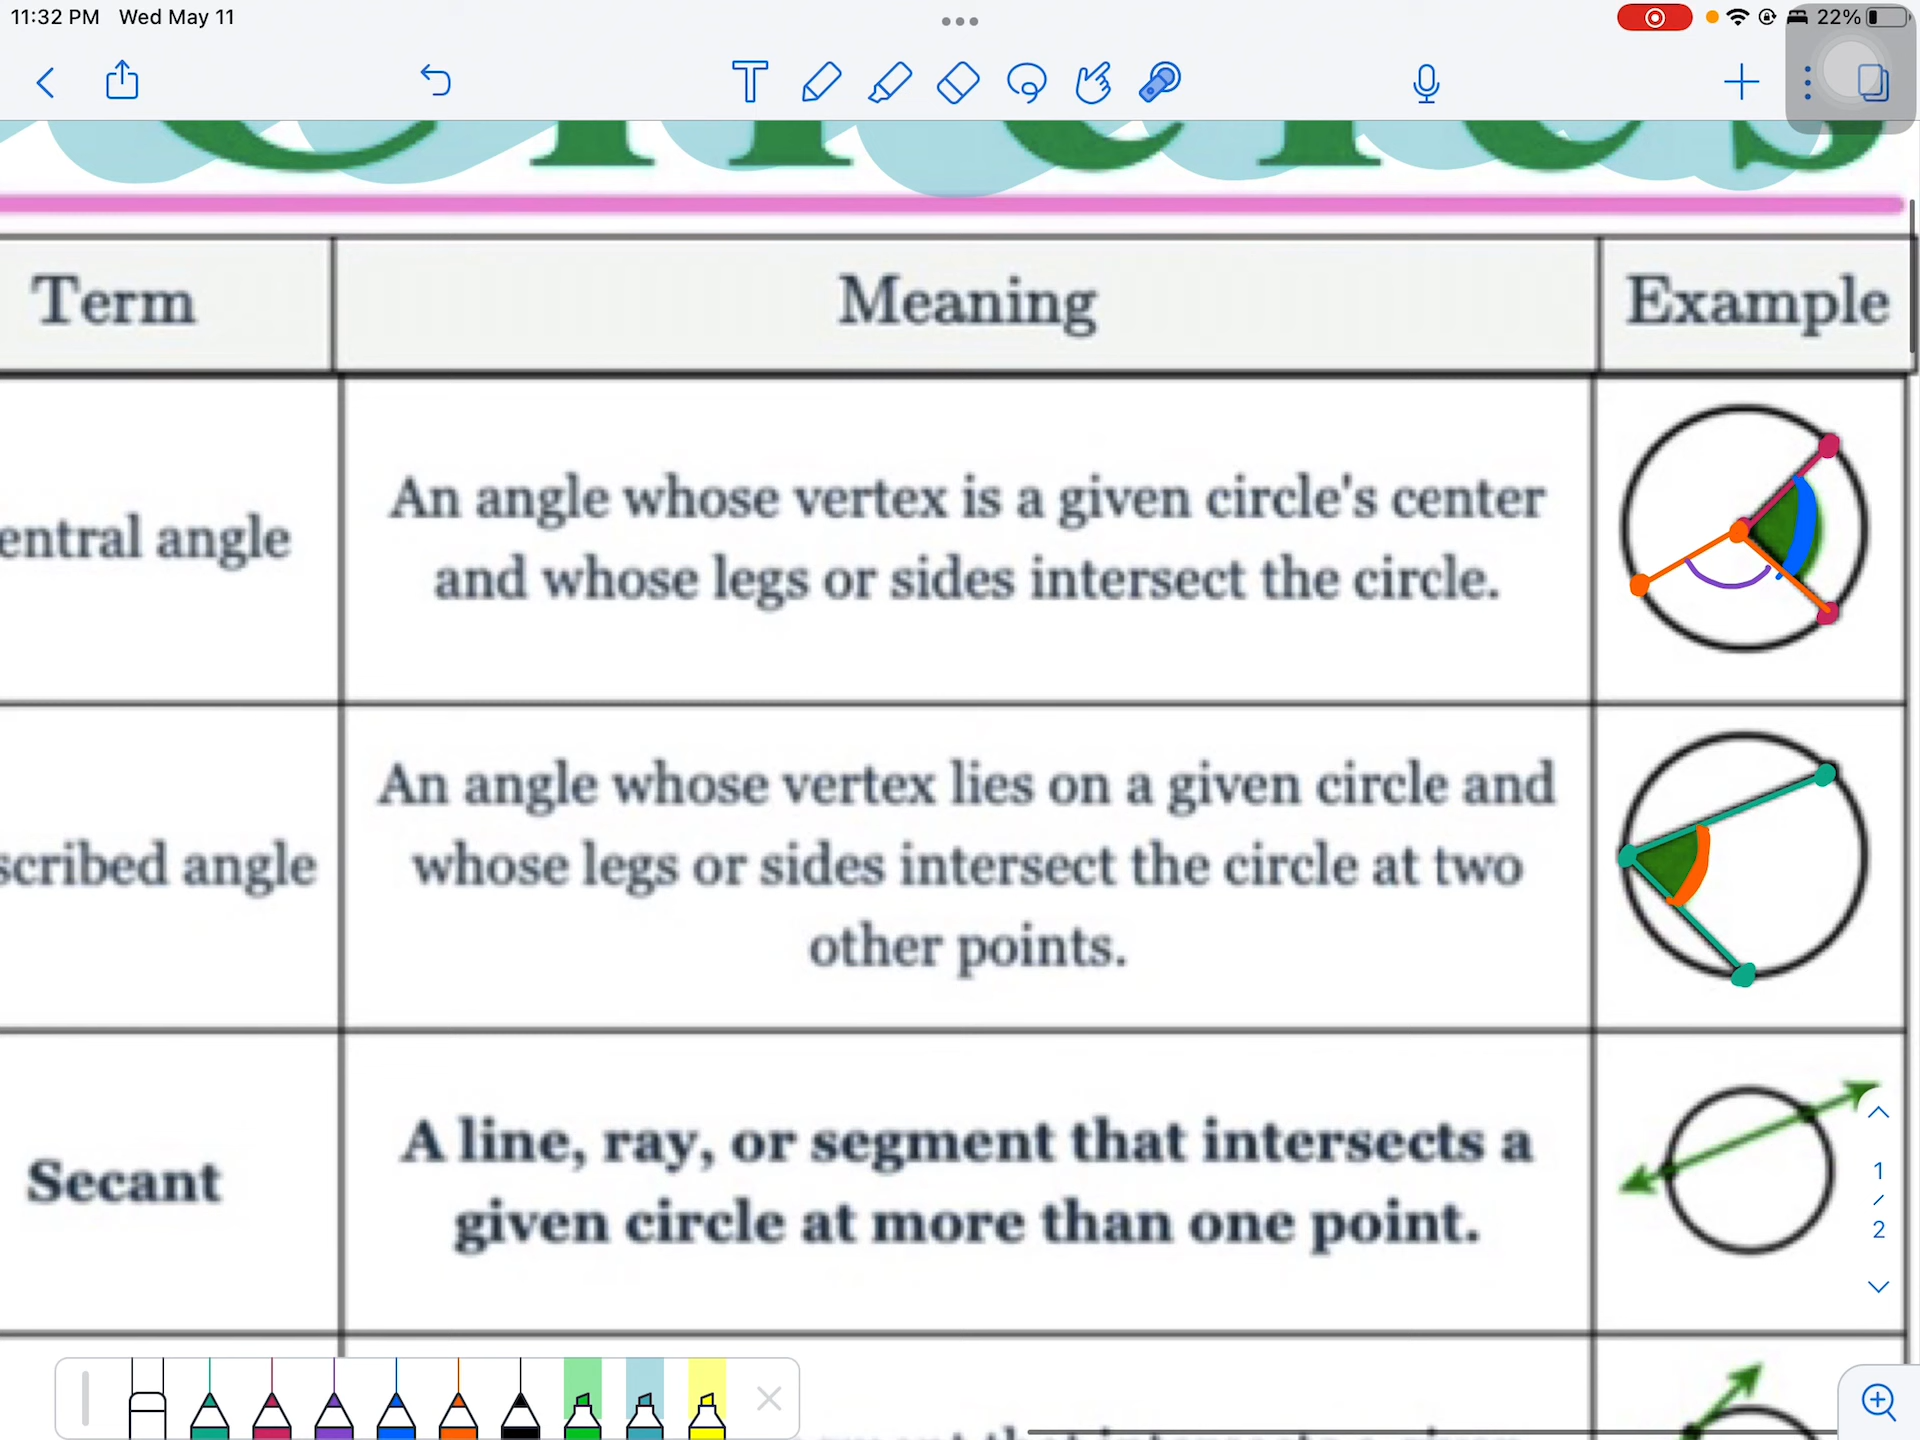 11:32 PM Wed May 11
22%
Term Meaning Example
entral angle
An angle whose vertex is a given circle's center
and whose legs or sides intersect the circle.
scribed angle
An angle whose vertex lies on a given circle and
whose legs or sides intersect the circle at two
other points.
Secant
A line, ray, or segment that intersects a
given circle at more than one point.
1
/
2